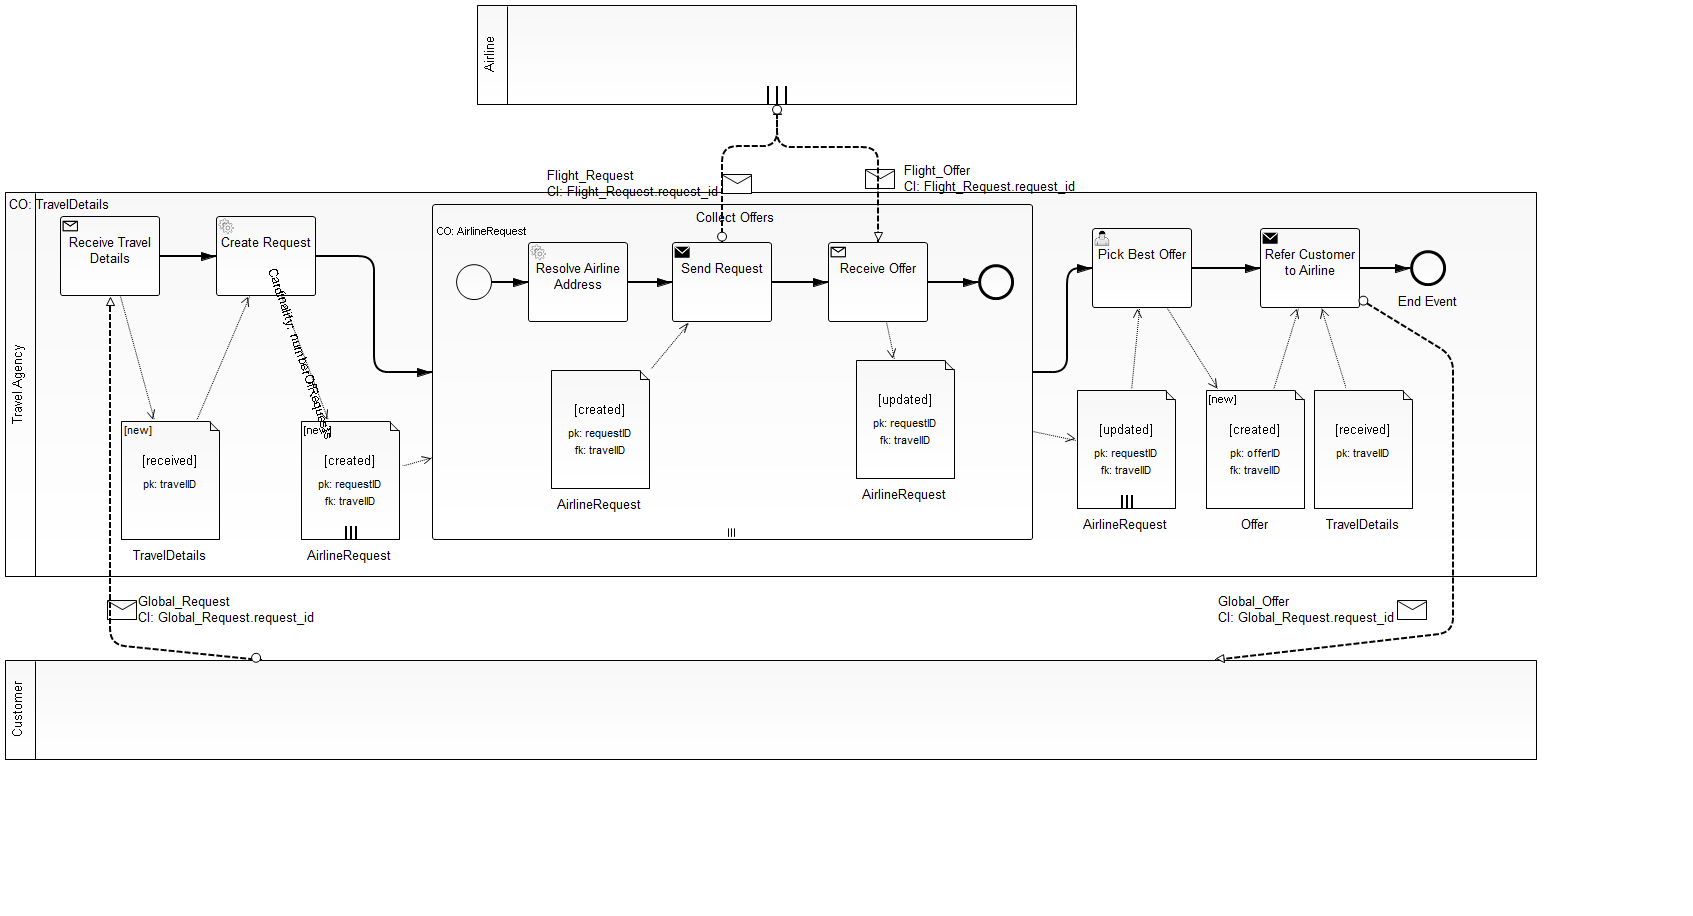 Airline
Flight_Request
CI: Flight_Request.request_id
Flight_Offer
CI: Flight_Request.request_id
Travel Agency
CO: TravelDetails
Receive Travel
Details
Create Request
Cardinality: numberOfRequests
[new]
[received]
pk: travelID
TravelDetails
[new]
[created]
pk: requestID
fk: travelID
AirlineRequest
Collect Offers
CO: AirlineRequest
Resolve Airline
Address
Send Request
Receive Offer
[created]
pk: requestID
fk: travelID
AirlineRequest
[updated]
pk: requestID
fk: travelID
AirlineRequest
Pick Best Offer
Refer Customer
to Airline
End Event
[updated]
pk: requestID
fk: travelID
AirlineRequest
[new]
[created]
pk: offerID
fk: travelID
Offer
[received]
pk: travelID
TravelDetails
Global_Request
CI: Global_Request.request_id
Global_Offer
CI: Global_Request.request_id
Customer